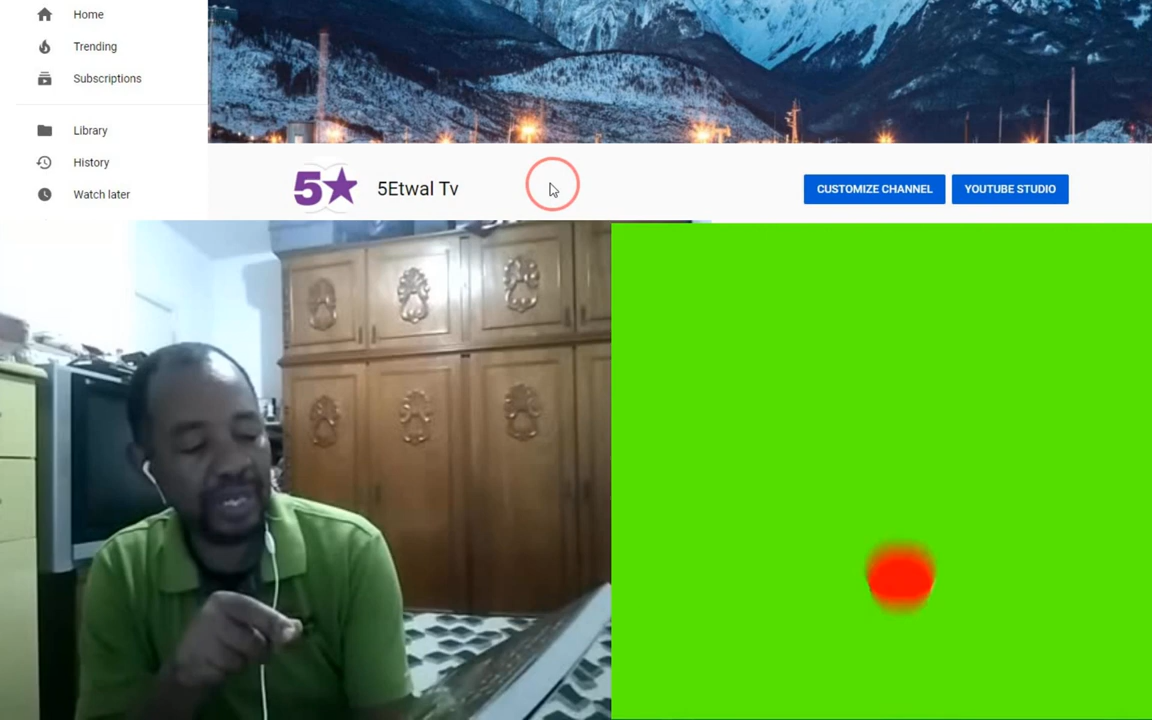 Home
Trending
Subscriptions
Library
History
Watch later
5★
5Etwal Tv
CUSTOMIZE CHANNEL
YOUTUBE STUDIO